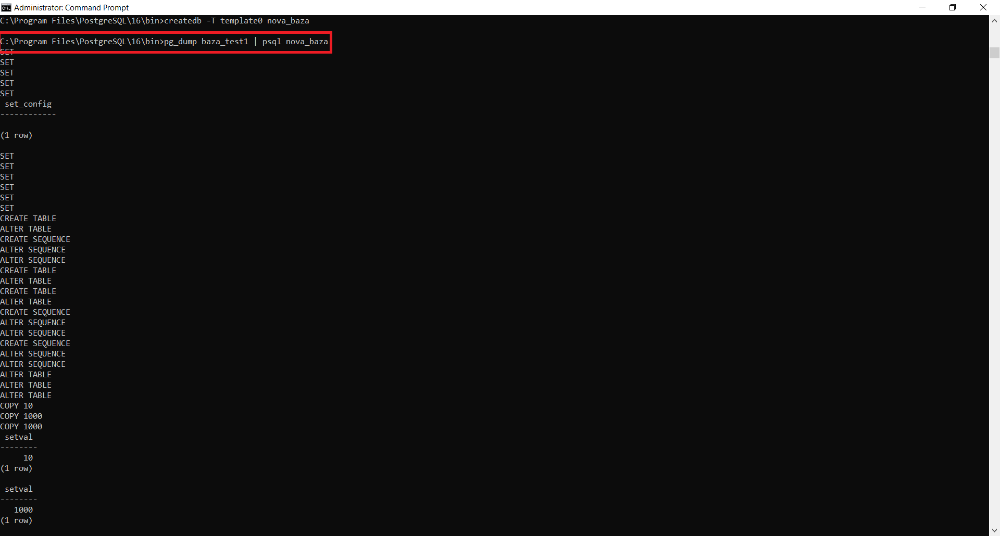 Administrator: Command Prompt
C:\Program Files\PostgreSQL\16\bin>createdb -T template0 nova_baza
C:\Program Files\PostgreSQL\16\bin>pg_dump baza_test1 | psql nova_baza
SET
SET
SET
SET
SET
set_config
------------
(1 row)
SET
SET
SET
SET
SET
SET
CREATE TABLE
ALTER TABLE
CREATE SEQUENCE
ALTER SEQUENCE
ALTER SEQUENCE
CREATE TABLE
ALTER TABLE
CREATE TABLE
ALTER TABLE
CREATE SEQUENCE
ALTER SEQUENCE
ALTER SEQUENCE
CREATE SEQUENCE
ALTER SEQUENCE
ALTER SEQUENCE
ALTER TABLE
ALTER TABLE
ALTER TABLE
COPY 10
COPY 1000
COPY 1000
setval
--------
10
(1 row)
setval
--------
1000
(1 row)